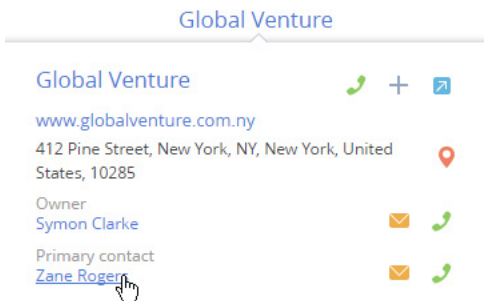 Global Venture
Global Venture
www.globalventure.com.ny
412 Pine Street, New York, NY, New York, United
States, 10285
Owner
Symon Clarke
Primary contact
Zane Rogers